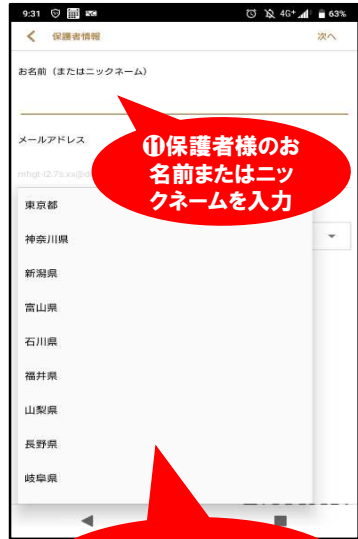 9:31
4G+ 63%
保護者情報
次へ
お名前（またはニックネーム）
メールアドレス
⑪保護者様のお
名前またはニッ
クネームを入力
東京都
神奈川県
新潟県
富山県
石川県
福井県
山梨県
長野県
岐阜県